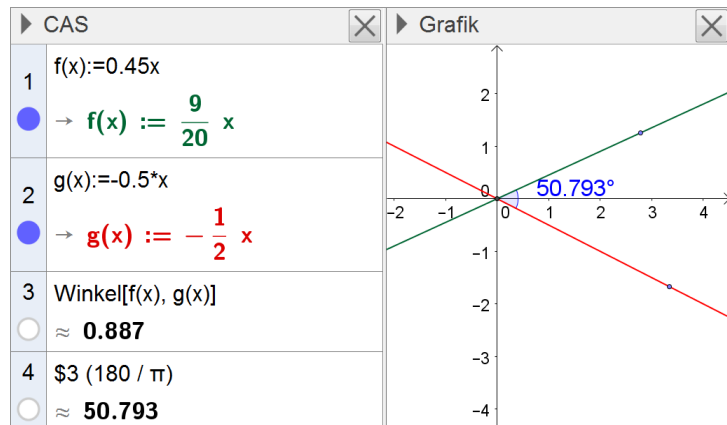 CAS
1
f(x):=0.45x
→ f(x) := 9/20 x
2
g(x):=-0.5*x
→ g(x) := - 1/2 x
3
Winkel[f(x), g(x)]
≈ 0.887
4
$3 (180 / π)
≈ 50.793
Grafik
2
1
0
50.793°
−2 −1 0 1 2 3 4
−1
−2
−3
−4